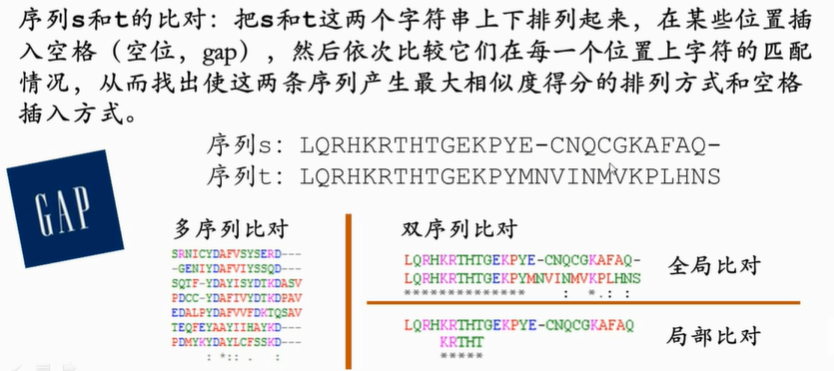 序列s和t的比对：把s和t这两个字符串上下排列起来，在某些位置插
入空格（空位，gap），然后依次比较它们在每一个位置上字符的匹配
情况，从而找出使这两条序列产生最大相似度得分的排列方式和空格
插入方式。
序列s: LQRHKRTHTGEKPYE-CNQCGKAFAQ-
序列t: LQRHKRTHTGEKPYMNVINMVKPLHNS
GAP
多序列比对
SRNICYDAFVSYSERD---
-GENIYDAFVIYSSQD---
SQTF-YDAYISYDTKDASV
PDCC-YDAFIVYDTKDPAV
EDALPYDAFVVFDKTQSAV
TEQFEYAAYIIHAYKD---
PDMYKYDAYLCFSSKD---
: *:: . :
双序列比对
LQRHKRTHTGEKPYE-CNQCGKAFAQ-
LQRHKRTHTGEKPYMNVINMVKPLHNS
************** : *.: :
全局比对
LQRHKRTHTGEKPYE-CNQCGKAFAQ
KRTHT
*****
局部比对